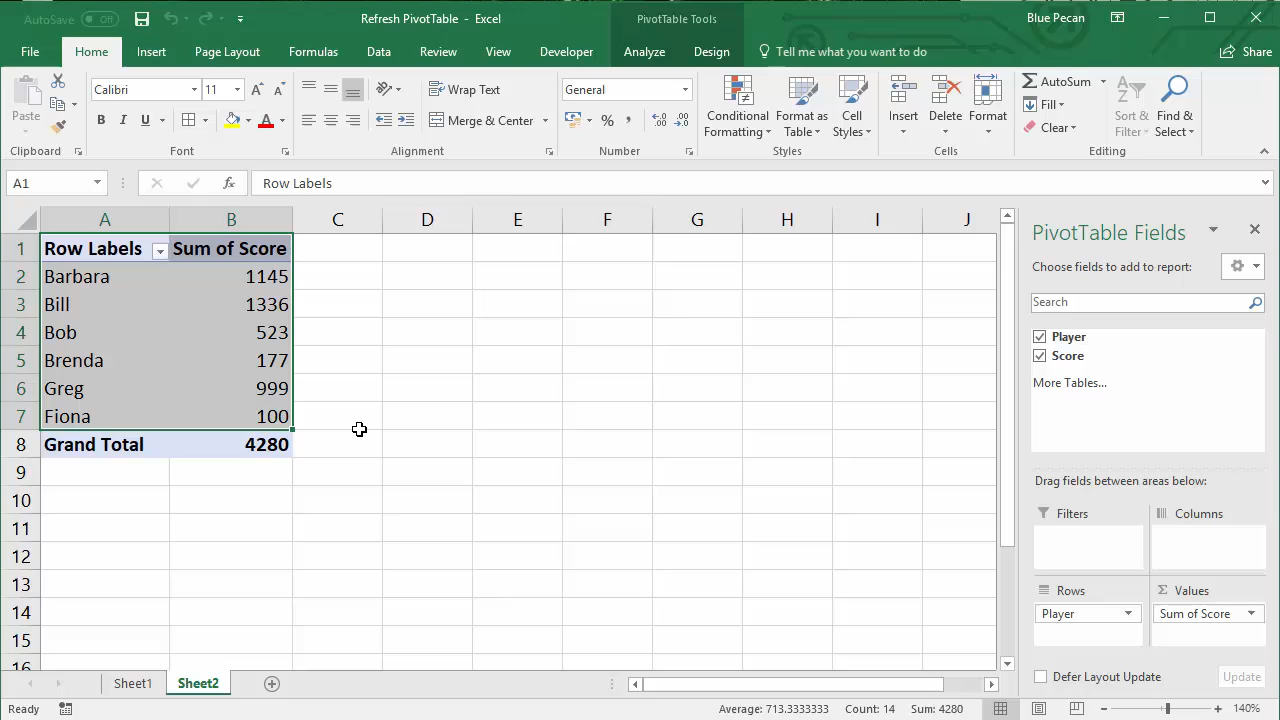 AutoSave Off Refresh PivotTable - Excel PivotTable Tools Blue Pecan
File Home Insert Page Layout Formulas Data Review View Developer Analyze Design Tell me what you want to do Share
Paste Calibri 11 A A Wrap Text General Conditional Formatting Format as Table Cell Styles Insert Delete Format AutoSum Fill Clear Sort & Filter Find & Select
B I U A Merge & Center % ,
Clipboard Font Alignment Number Styles Cells Editing
A1 fx Row Labels
A B C D E F G H I J
1 Row Labels Sum of Score
2 Barbara 1145
3 Bill 1336
4 Bob 523
5 Brenda 177
6 Greg 999
7 Fiona 100
8 Grand Total 4280
9
10
11
12
13
14
15
16
PivotTable Fields
Choose fields to add to report:
Search
Player
Score
More Tables...
Drag fields between areas below:
Filters Columns
Rows Values
Player Sum of Score
Defer Layout Update Update
Sheet1 Sheet2
Ready Average: 713.3333333 Count: 14 Sum: 4280 140%